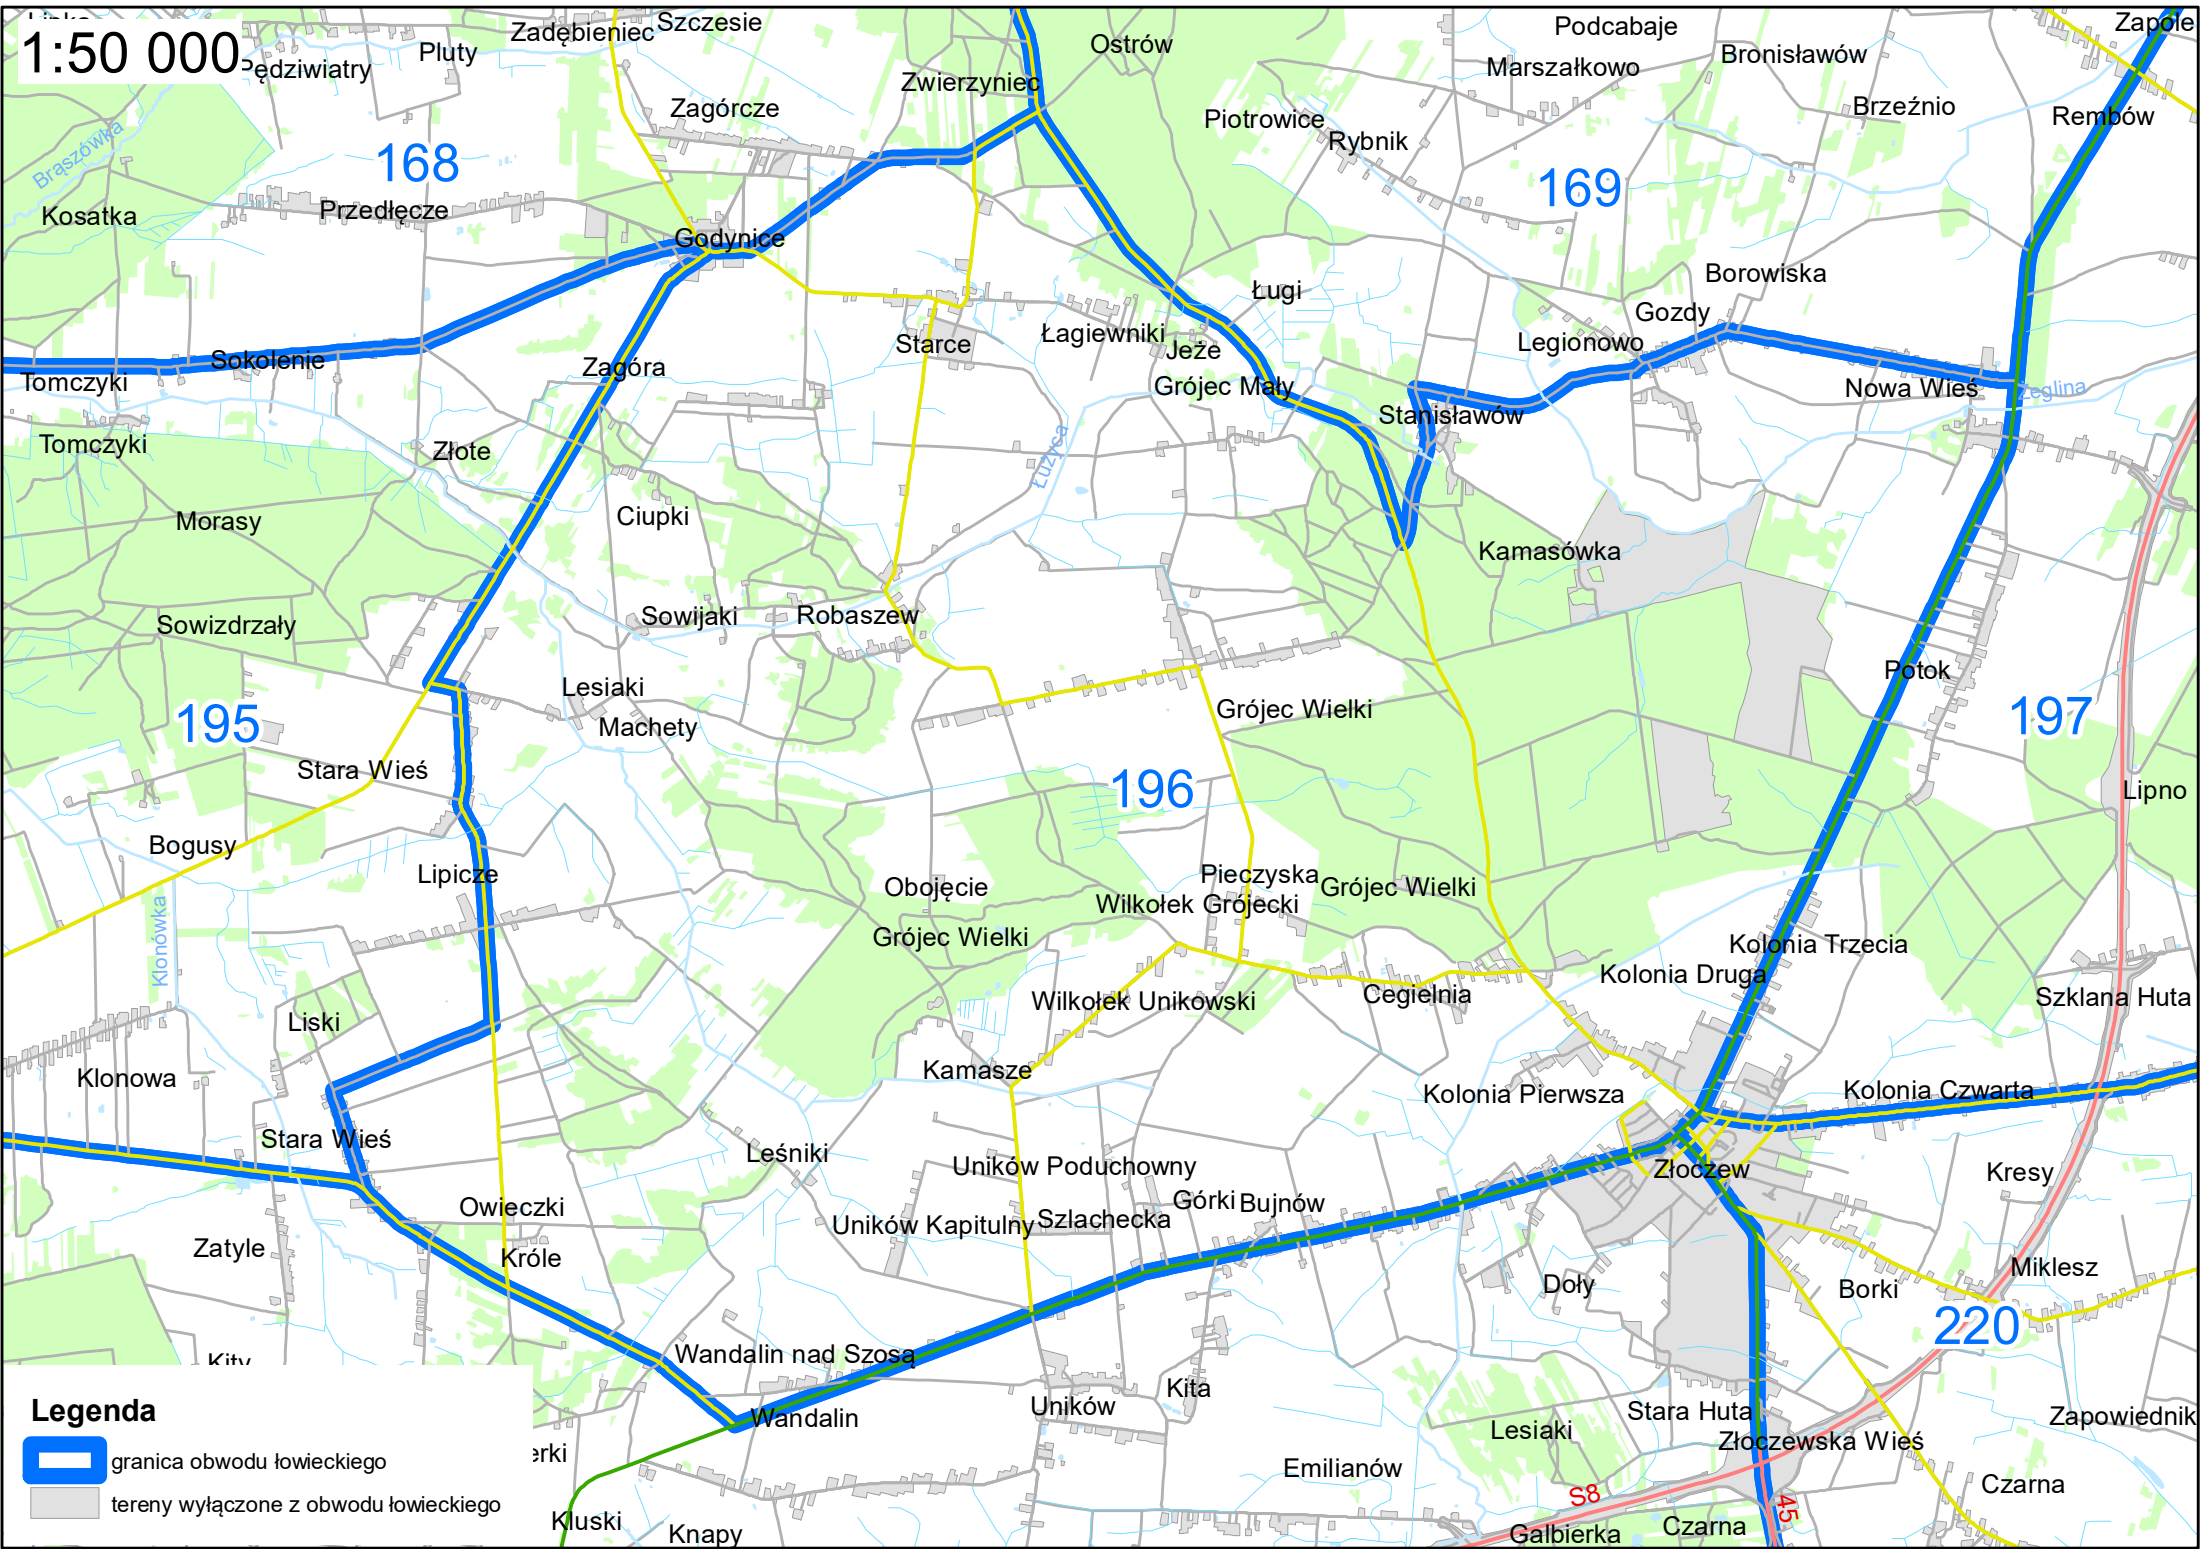 1:50 000
Pluty
Zadębieniec
Szczesie
Ostrów
Podcabaje
Marszałkowo
Bronisławów
Zapole
Pędziwiatry
Zwierzyniec
Zagórcze
Piotrowice
Rybnik
Brzeźnio
Rembów
Brąszówka
168
169
Kosatka
Przedłęcze
Godynice
Ługi
Borowiska
Gozdy
Legionowo
Tomczyki
Sokolenie
Zagóra
Starce
Łagiewniki
Jeże
Grójec Mały
Stanisławów
Nowa Wieś
Żeglina
Tomczyki
Złote
Łużyca
Morasy
Ciupki
Kamasówka
Sowizdrzały
Sowijaki
Robaszew
Potok
195
Lesiaki
Machety
Grójec Wielki
197
Stara Wieś
196
Lipno
Bogusy
Lipicze
Obojęcie
Pieczyska
Grójec Wielki
Wilkołek Grójecki
Klonówka
Grójec Wielki
Kolonia Trzecia
Kolonia Druga
Liski
Wilkołek Unikowski
Cegielnia
Szklana Huta
Klonowa
Kamasze
Kolonia Pierwsza
Kolonia Czwarta
Stara Wieś
Leśniki
Uników Poduchowny
Złoczew
Kresy
Owieczki
Uników Kapitulny
Szlachecka
Górki
Bujnów
Zatyle
Króle
Doły
Borki
Miklesz
220
Wandalin nad Szosą
Kita
Wandalin
Uników
Lesiaki
Stara Huta
Zapowiednik
Złoczewska Wieś
erki
Emilianów
Czarna
S8
45
Kluski
Knapy
Galbierka
Czarna
Legenda
granica obwodu łowieckiego
tereny wyłączone z obwodu łowieckiego